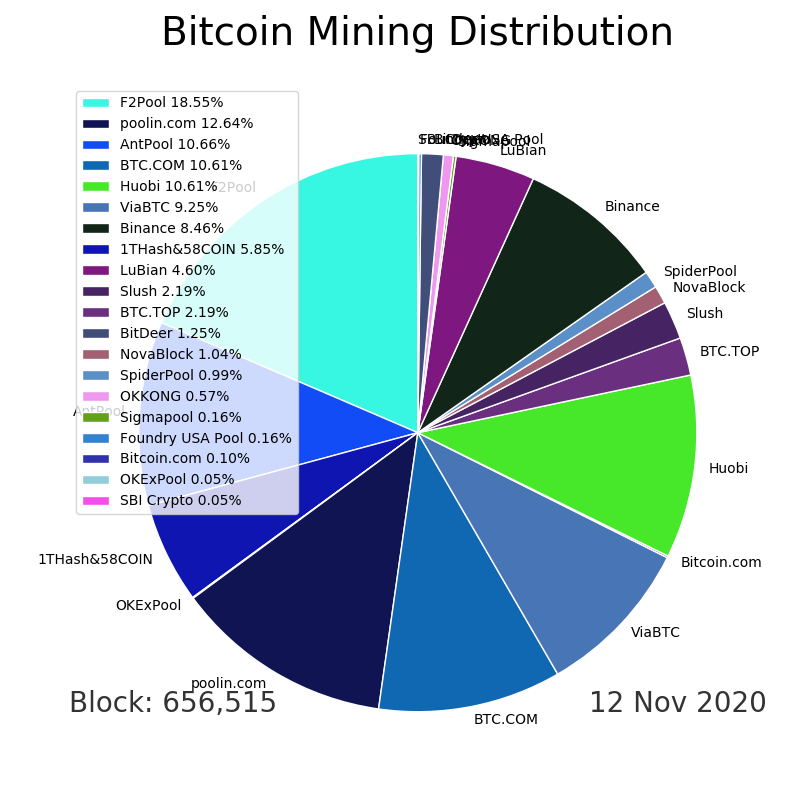 Bitcoin Mining Distribution
F2Pool 18.55%
poolin.com 12.64%
AntPool 10.66%
BTC.COM 10.61%
Huobi 10.61%
ViaBTC 9.25%
Binance 8.46%
1THash&58COIN 5.85%
LuBian 4.60%
Slush 2.19%
BTC.TOP 2.19%
BitDeer 1.25%
NovaBlock 1.04%
SpiderPool 0.99%
OKKONG 0.57%
Sigmapool 0.16%
Foundry USA Pool 0.16%
Bitcoin.com 0.10%
OKExPool 0.05%
SBI Crypto 0.05%
LuBian
Binance
SpiderPool
NovaBlock
Slush
BTC.TOP
Huobi
Bitcoin.com
ViaBTC
BTC.COM
poolin.com
OKExPool
1THash&58COIN
AntPool
F2Pool
Block: 656,515
12 Nov 2020